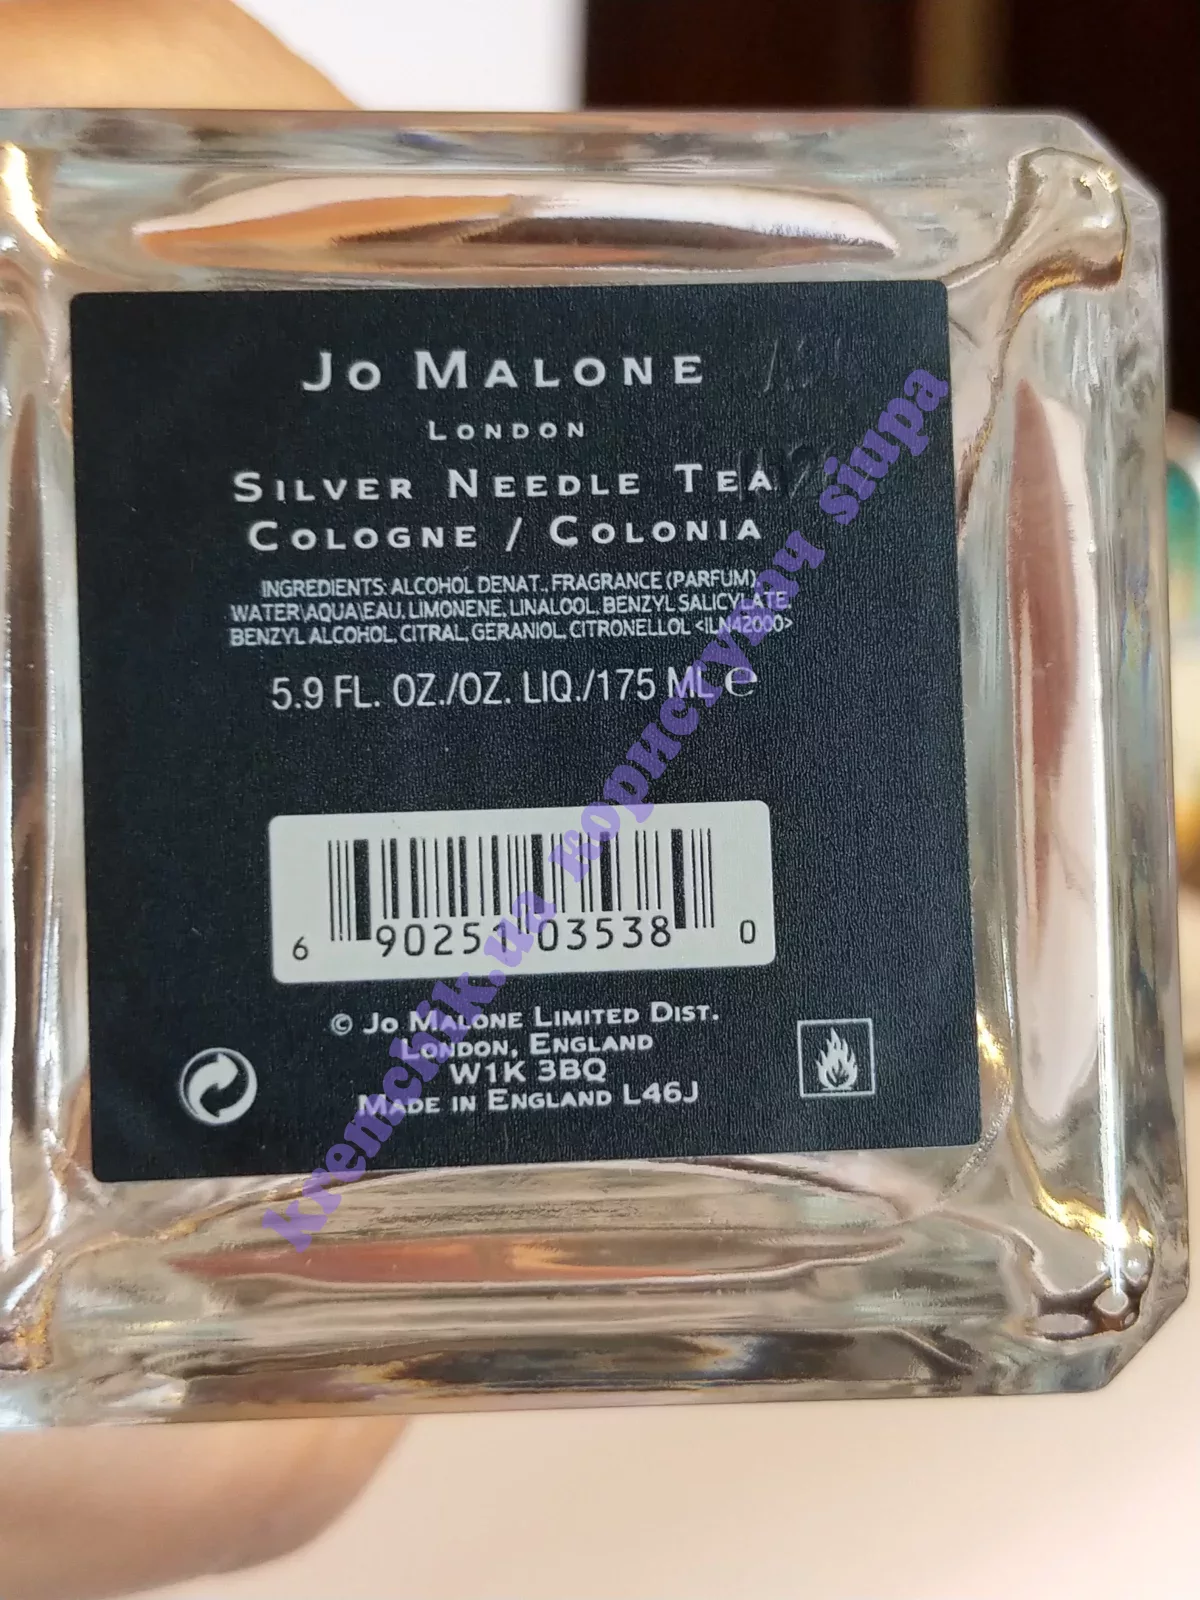 Jo Malone
London
Silver Needle Tea
Cologne / Colonia
INGREDIENTS: ALCOHOL DENAT., FRAGRANCE (PARFUM),
WATER\AQUA\EAU, LIMONENE, LINALOOL, BENZYL SALICYLATE,
BENZYL ALCOHOL, CITRAL, GERANIOL, CITRONELLOL <ILN42000>
5.9 FL. OZ./OZ. LIQ./175 ML ℮
6 90251 03538 0
© Jo Malone Limited Dist.
London, England
W1K 3BQ
Made in England L46J
kremchik.ua користувач siupa